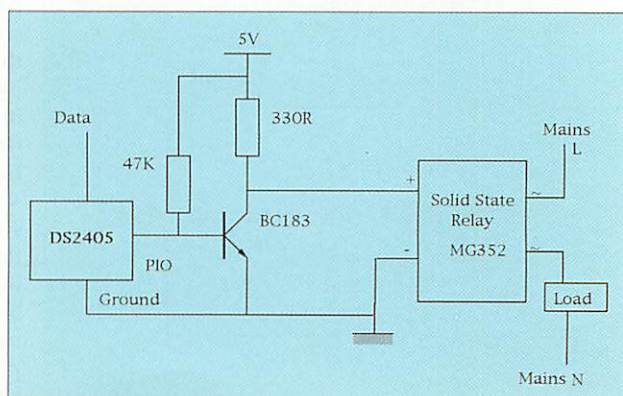 5V
Data
330R
Mains
L
47K
+
~
Solid State
Relay
BC183
DS2405
MG352
-
~
PIO
Load
Ground
Mains N